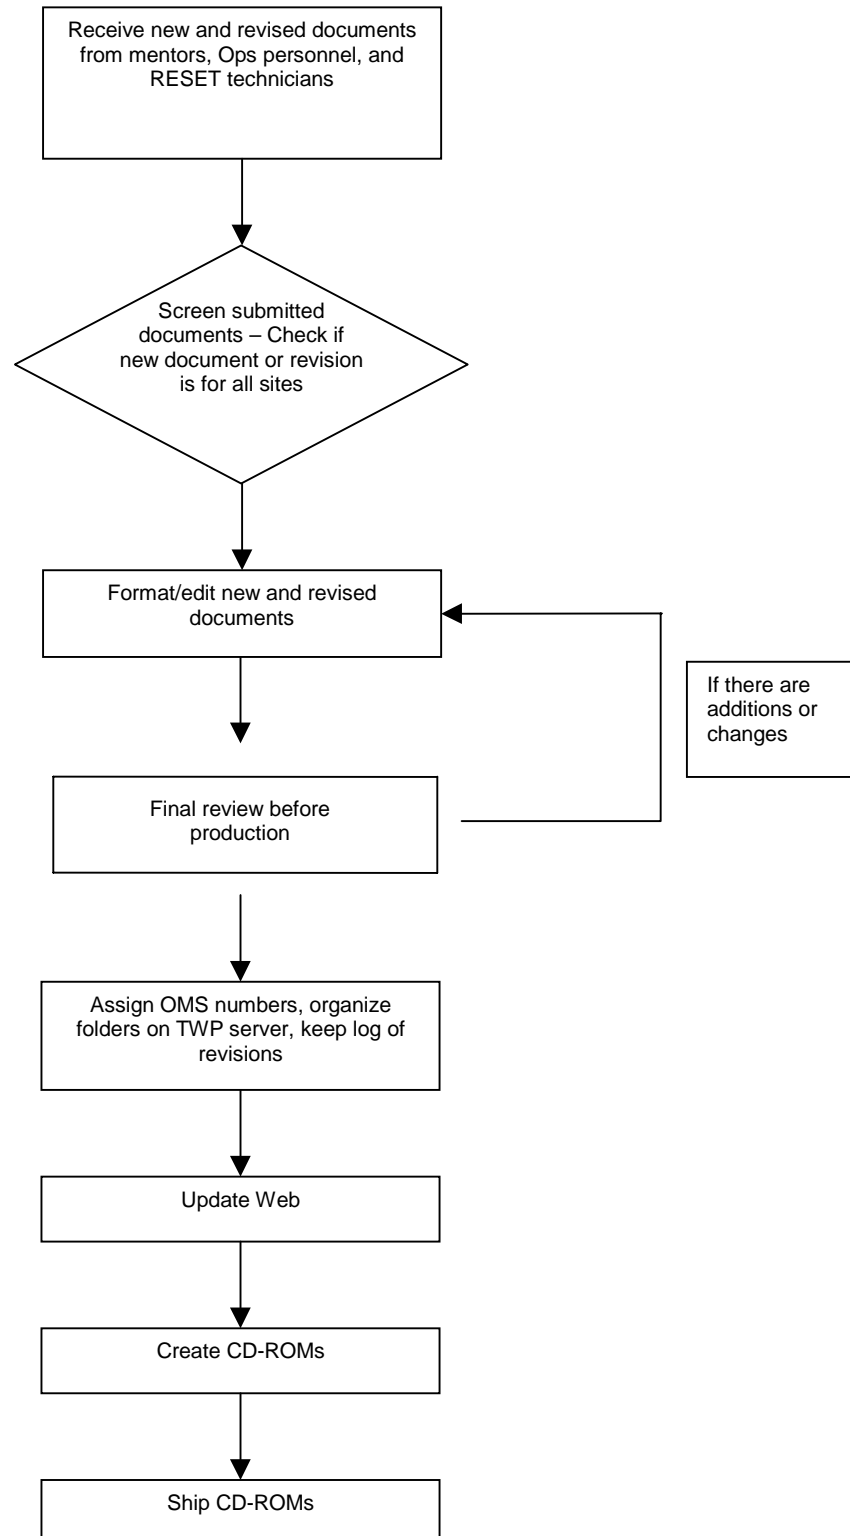 Receive new and revised documents
from mentors, Ops personnel, and
RESET technicians
Screen submitted
documents – Check if
new document or revision
is for all sites
Format/edit new and revised
documents
If there are
additions or
changes
Final review before
production
Assign OMS numbers, organize
folders on TWP server, keep log of
revisions
Update Web
Create CD-ROMs
Ship CD-ROMs